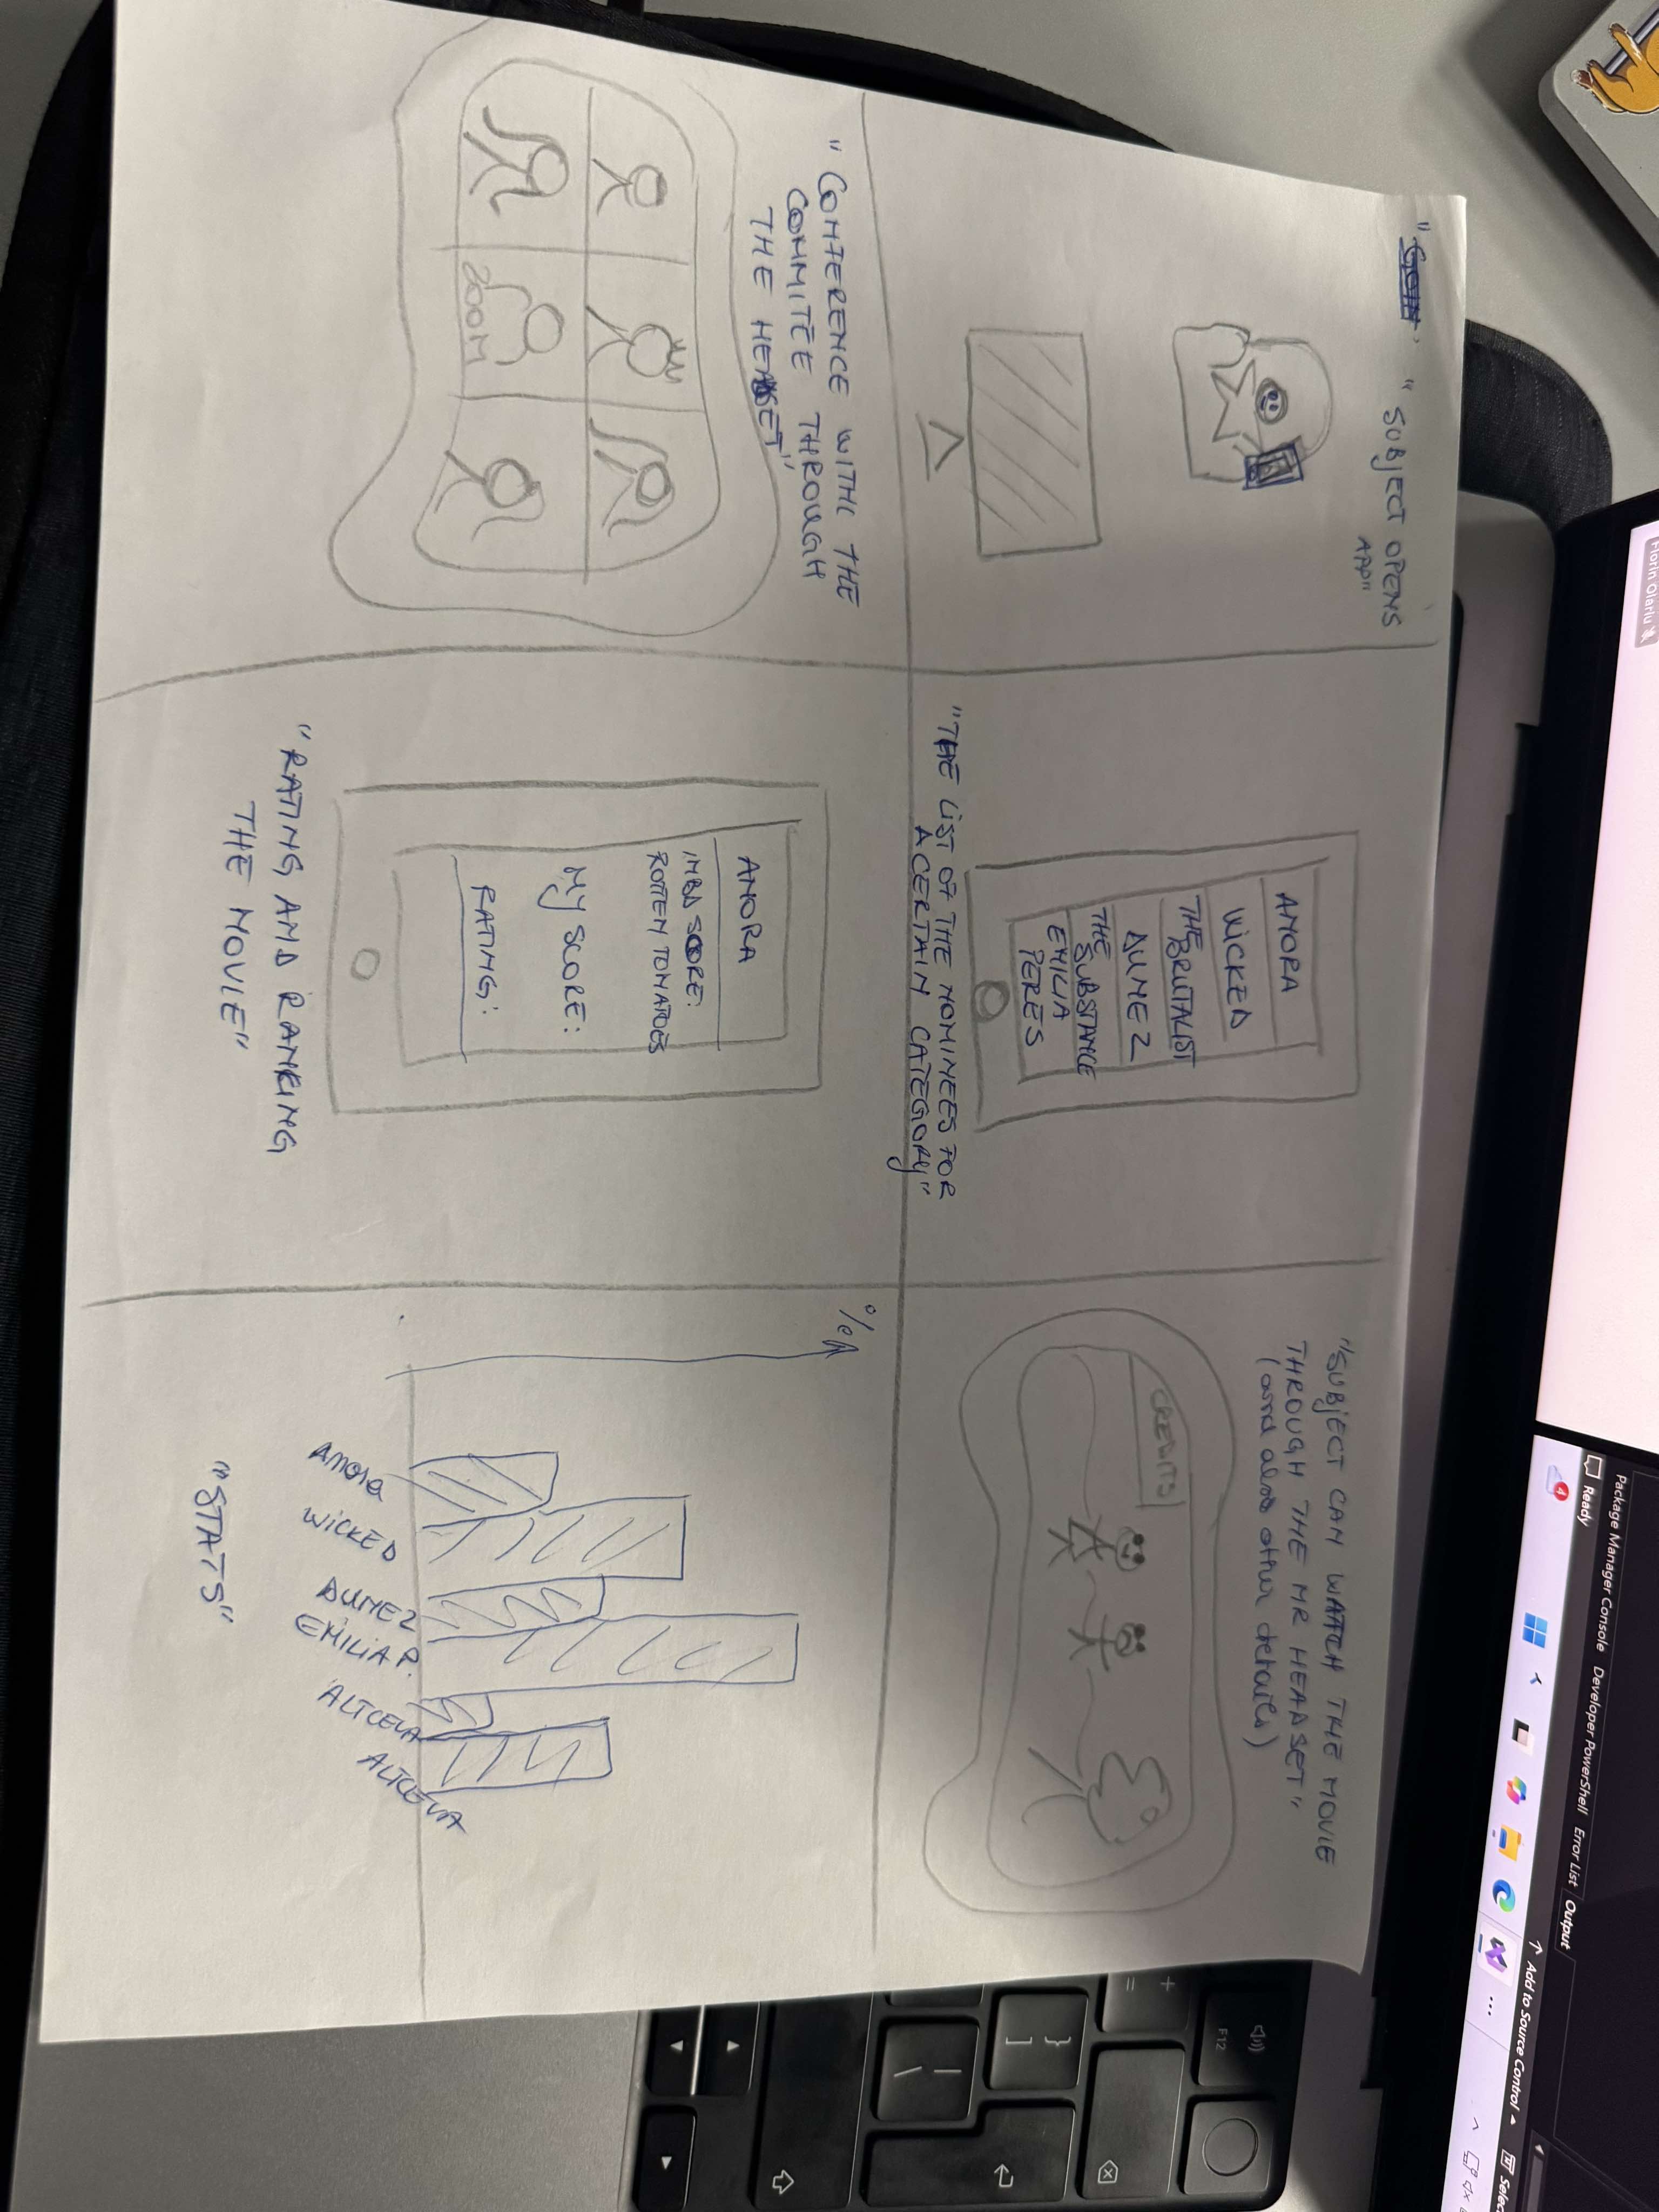 "SUBJECT OPENS
APP"
ANORA
WICKED
THE BRUTALIST
DUNE 2
THE SUBSTANCE
EMILIA
PERES
"THE LIST OF THE NOMINEES FOR
A CERTAIN CATEGORY"
"SUBJECT CAN WATCH THE MOVIE
THROUGH THE MR HEADSET"
(and also other details)
CREDITS
"CONFERENCE WITH THE
COMMITEE THROUGH
THE HEADSET"
ZOOM
ANORA
IMBD SCORE:
ROTTEN TOMATOES
MY SCORE:
RATING:
"RATING AND RANKING
THE MOVIE"
%
Anora
WICKED
DUNE 2
EMILIA P.
ALTCEVA
ALTCEVA
"STATS"
Florin Olariu
Package Manager Console Developer PowerShell Error List Output
Ready
Add to Source Control
Selec
4
F12
+
=
}
]
|
\